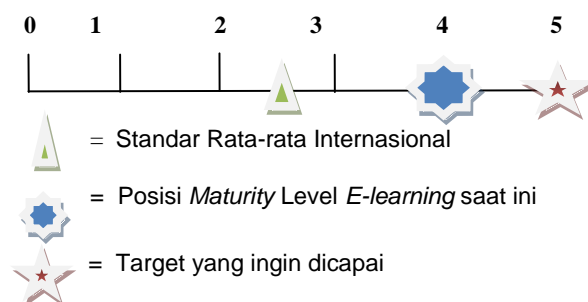 0 1 2 3 4 5
= Standar Rata-rata Internasional
= Posisi Maturity Level E-learning saat ini
= Target yang ingin dicapai